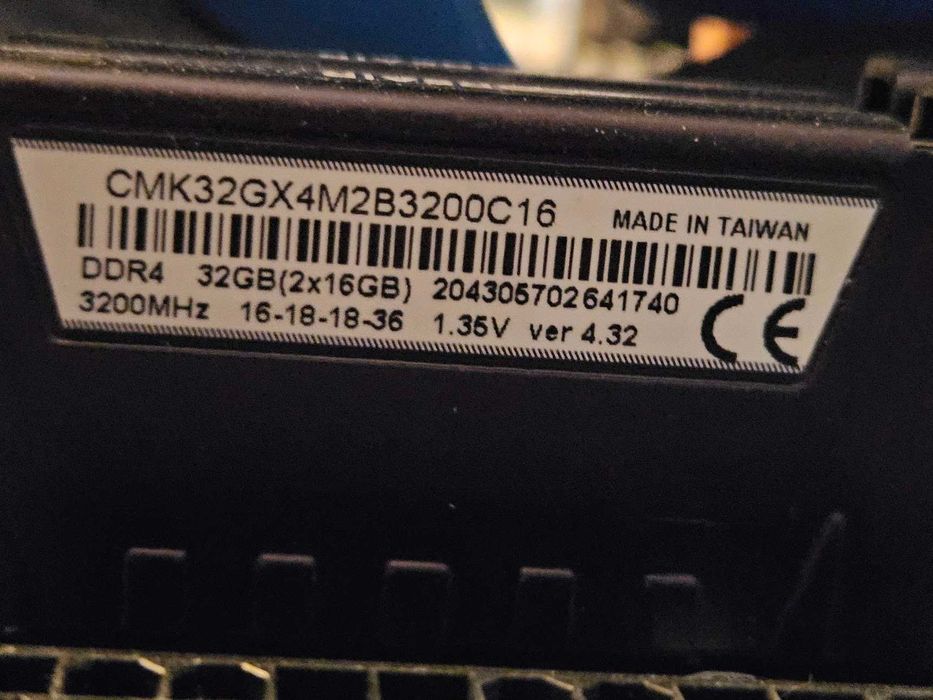 CMK32GX4M2B3200C16 MADE IN TAIWAN
DDR4 32GB(2x16GB) 204305702641740
3200MHz 16-18-18-36 1.35V ver 4.32 CE